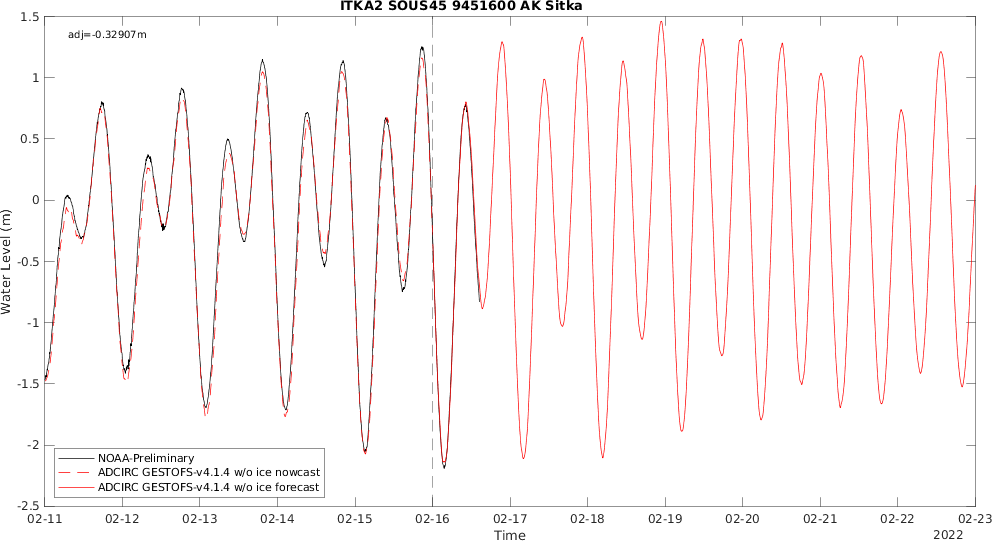 ITKA2 SOUS45 9451600 AK Sitka
adj=-0.32907m
1.5
1
0.5
0
-0.5
-1
-1.5
-2
-2.5
Water Level (m)
NOAA-Preliminary
ADCIRC GESTOFS-v4.1.4 w/o ice nowcast
ADCIRC GESTOFS-v4.1.4 w/o ice forecast
02-11 02-12 02-13 02-14 02-15 02-16 02-17 02-18 02-19 02-20 02-21 02-22 02-23
Time
2022